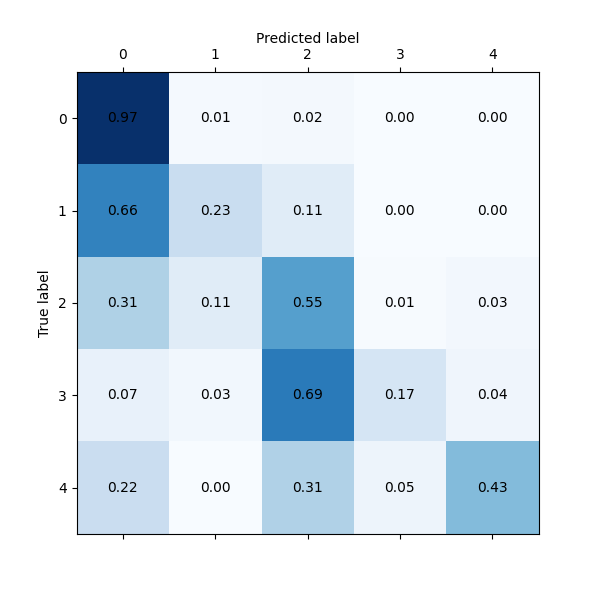 Predicted label
0 1 2 3 4
0 0.97 0.01 0.02 0.00 0.00
1 0.66 0.23 0.11 0.00 0.00
True label
2 0.31 0.11 0.55 0.01 0.03
3 0.07 0.03 0.69 0.17 0.04
4 0.22 0.00 0.31 0.05 0.43